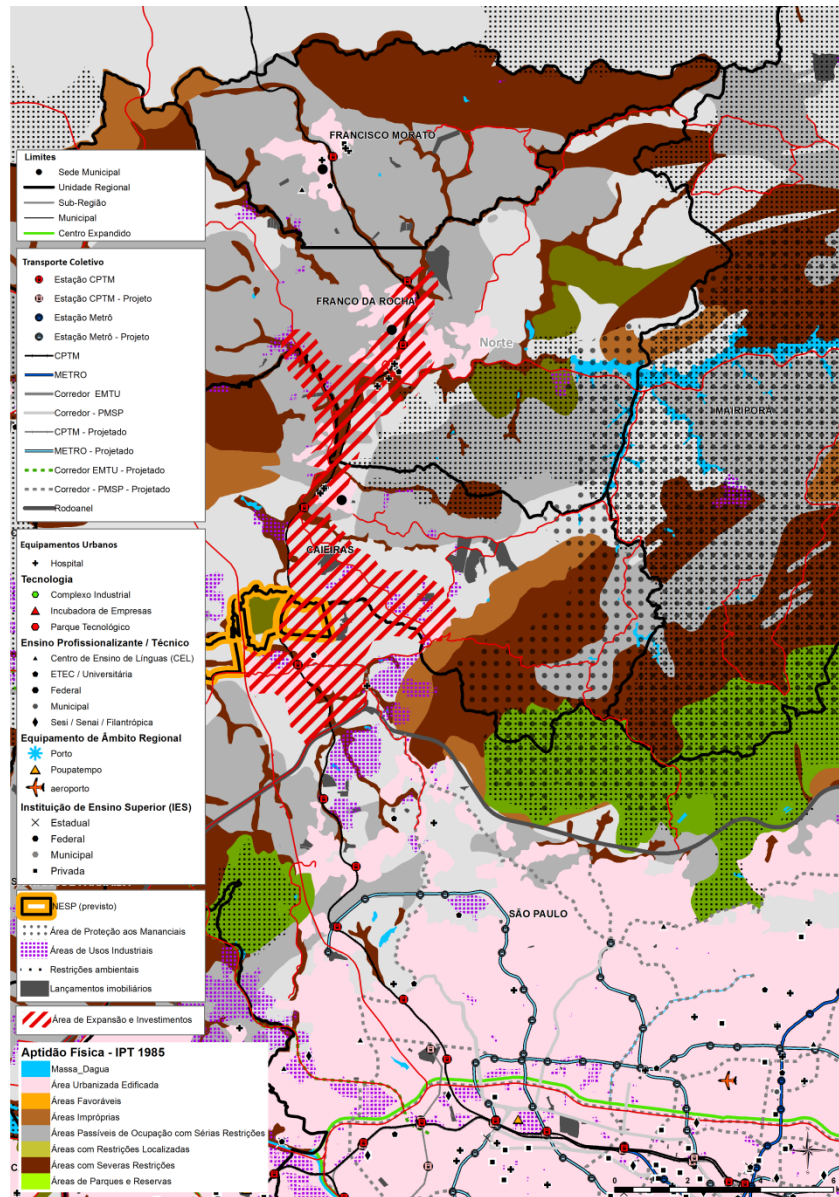 FRANCISCO MORATO
Limites
Sede Municipal
Unidade Regional
Sub-Região
Municipal
Centro Expandido
Transporte Coletivo
Estação CPTM
Estação CPTM - Projeto
Estação Metrô
Estação Metrô - Projeto
CPTM
METRO
Corredor EMTU
Corredor - PMSP
CPTM - Projetado
METRO - Projetado
Corredor EMTU - Projetado
Corredor - PMSP - Projetado
Rodoanel
FRANCO DA ROCHA
Norte
MAIRIPORÃ
CAIEIRAS
Equipamentos Urbanos
Hospital
Tecnologia
Complexo Industrial
Incubadora de Empresas
Parque Tecnológico
Ensino Profissionalizante / Técnico
Centro de Ensino de Línguas (CEL)
ETEC / Universitária
Federal
Municipal
Sesi / Senai / Filantrópica
Equipamento de Âmbito Regional
Porto
Poupatempo
aeroporto
Instituição de Ensino Superior (IES)
Estadual
Federal
Municipal
Privada
SÃO PAULO
NESP (previsto)
Área de Proteção aos Mananciais
Áreas de Usos Industriais
Restrições ambientais
Lançamentos imobiliários
Área de Expansão e Investimentos
Aptidão Física - IPT 1985
Massa_Dagua
Área Urbanizada Edificada
Áreas Favoráveis
Áreas Impróprias
Áreas Passíveis de Ocupação com Sérias Restrições
Áreas com Restrições Localizadas
Áreas com Severas Restrições
Áreas de Parques e Reservas